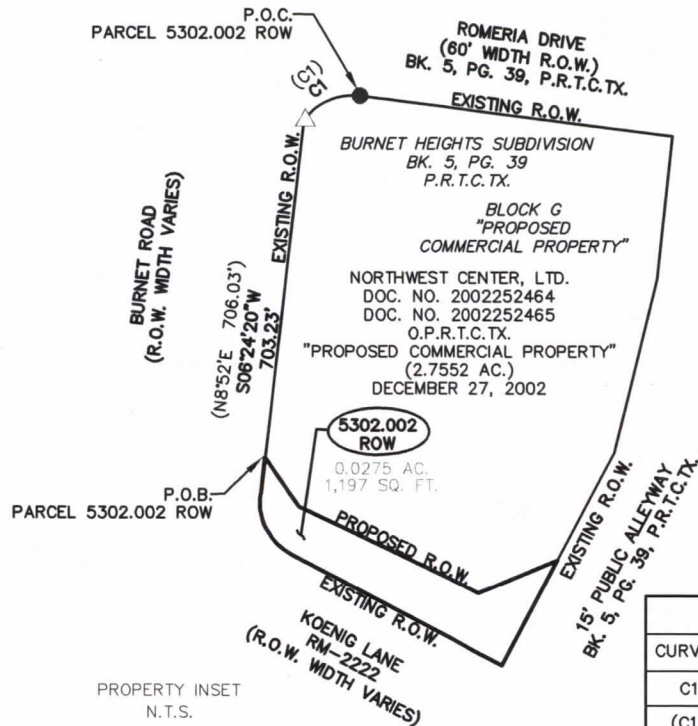 P.O.C.
PARCEL 5302.002 ROW
ROMERIA DRIVE
(60' WIDTH R.O.W.)
BK. 5, PG. 39, P.R.T.C.TX.
(C1)
C1
EXISTING R.O.W.
BURNET HEIGHTS SUBDIVISION
BK. 5, PG. 39
P.R.T.C.TX.
BLOCK G
"PROPOSED
COMMERCIAL PROPERTY"
EXISTING R.O.W.
BURNET ROAD
(R.O.W. WIDTH VARIES)
(N8°52'E 706.03')
S06°24'20"W
703.23'
NORTHWEST CENTER, LTD.
DOC. NO. 2002252464
DOC. NO. 2002252465
O.P.R.T.C.TX.
"PROPOSED COMMERCIAL PROPERTY"
(2.7552 AC.)
DECEMBER 27, 2002
5302.002
ROW
0.0275 AC.
1,197 SQ. FT.
P.O.B.
PARCEL 5302.002 ROW
PROPOSED R.O.W.
EXISTING R.O.W.
EXISTING R.O.W.
15' PUBLIC ALLEYWAY
BK. 5, PG. 39, P.R.T.C.TX.
KOENIG LANE
RM-2222
(R.O.W. WIDTH VARIES)
PROPERTY INSET
N.T.S.
CURV
C1
(C1